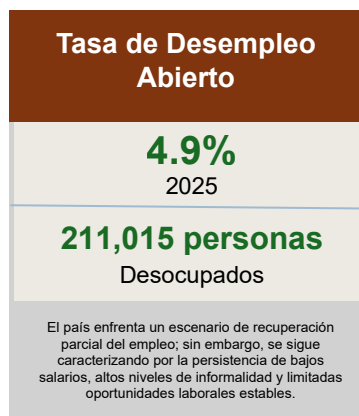 Tasa de Desempleo
Abierto
4.9%
2025
211,015 personas
Desocupados
El país enfrenta un escenario de recuperación
parcial del empleo; sin embargo, se sigue
caracterizando por la persistencia de bajos
salarios, altos niveles de informalidad y limitadas
oportunidades laborales estables.